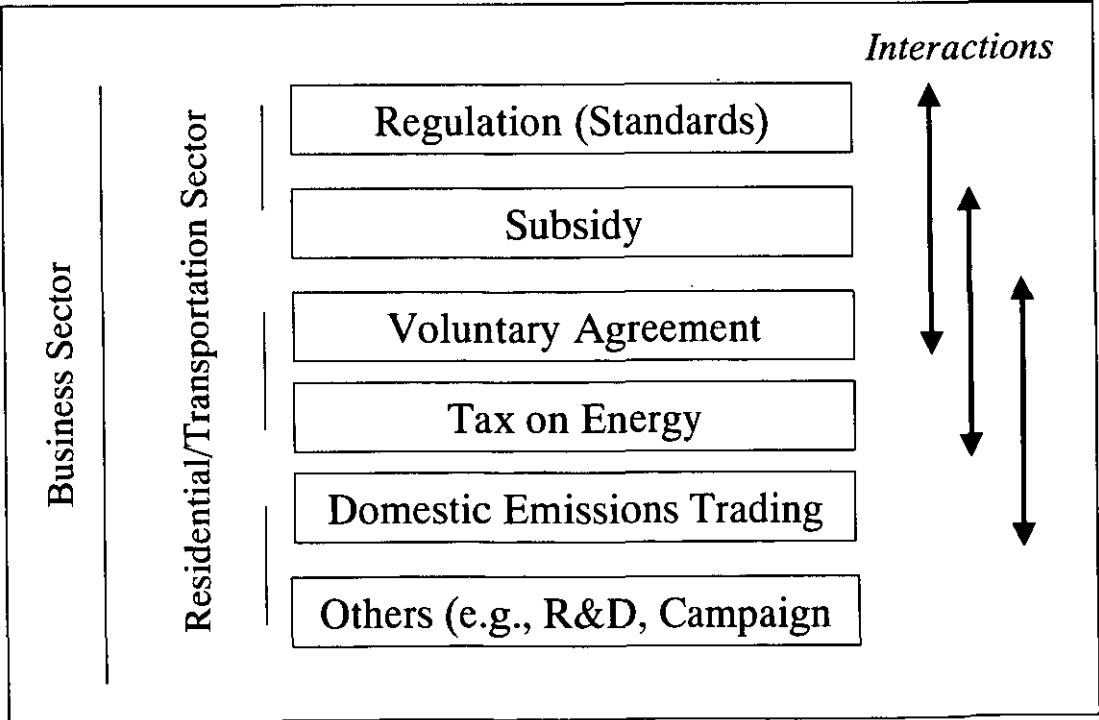 Interactions
Business Sector
Residential/Transportation Sector
Regulation (Standards)
Subsidy
Voluntary Agreement
Tax on Energy
Domestic Emissions Trading
Others (e.g., R&D, Campaign